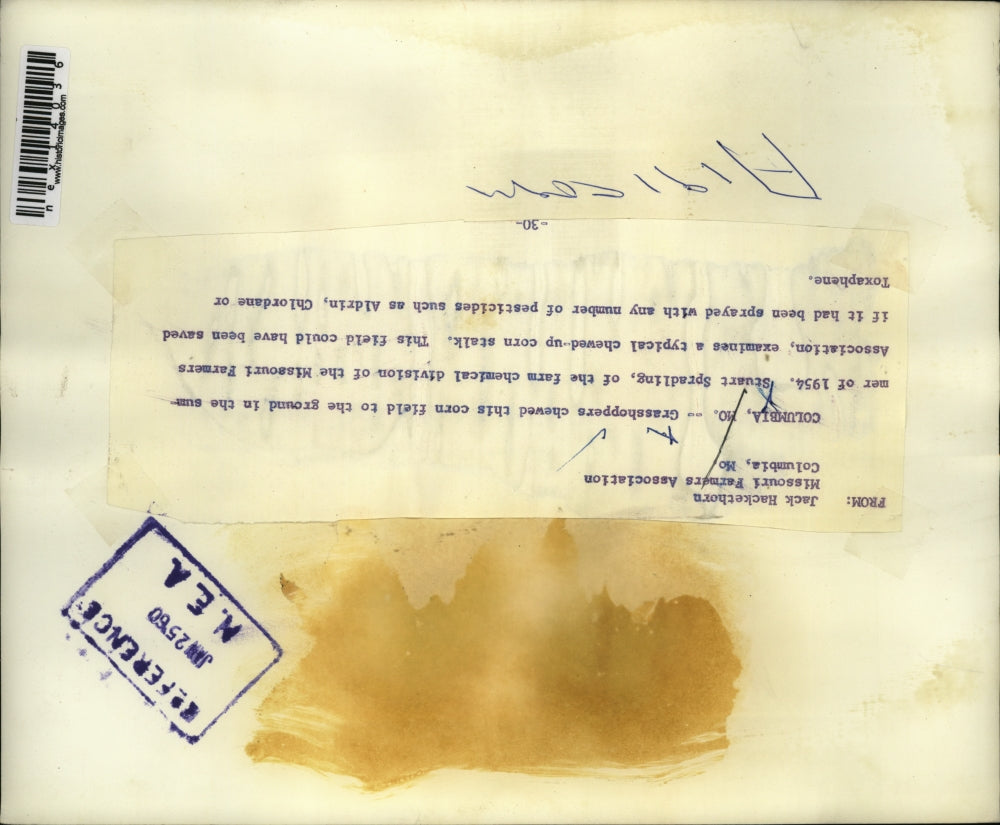 FROM: Jack Hackethorn
Missouri Farmers Association
Columbia, Mo.
COLUMBIA, MO. -- Grasshoppers chewed this corn field to the ground in the sum-
mer of 1954. Stuart Spradling, of the farm chemical division of the Missouri Farmers
Association, examines a typical chewed-up corn stalk. This field could have been saved
if it had been sprayed with any number of pesticides such as Aldrin, Chlordane or
Toxaphene.
-30-
REFERENCE
JAN 25 '60
N.E.A.
nex14036
www.historicimages.com